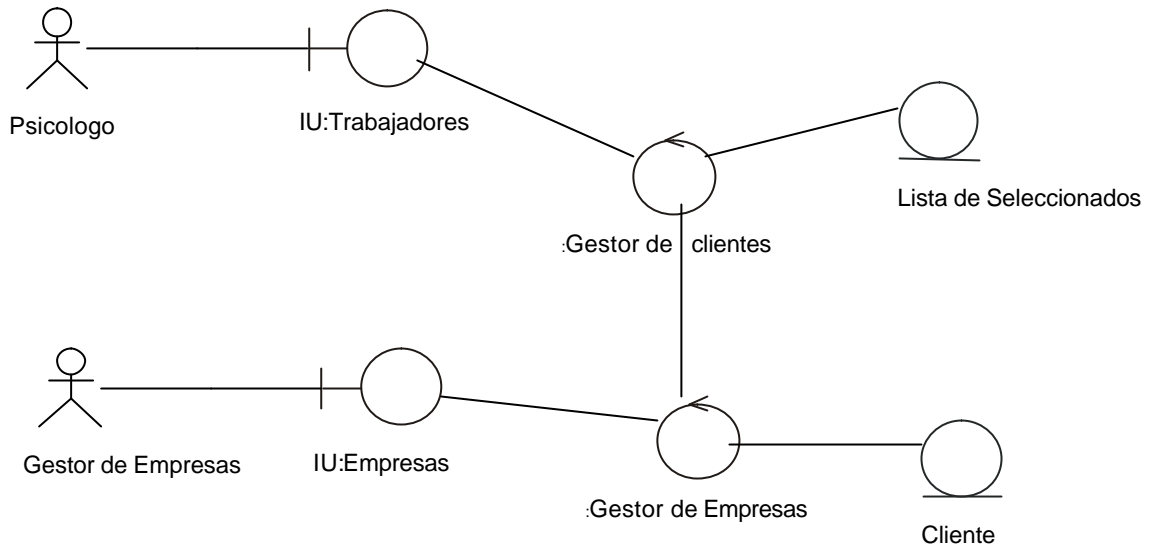 Psicologo
IU:Trabajadores
Lista de Seleccionados
:Gestor de clientes
Gestor de Empresas
IU:Empresas
:Gestor de Empresas
Cliente